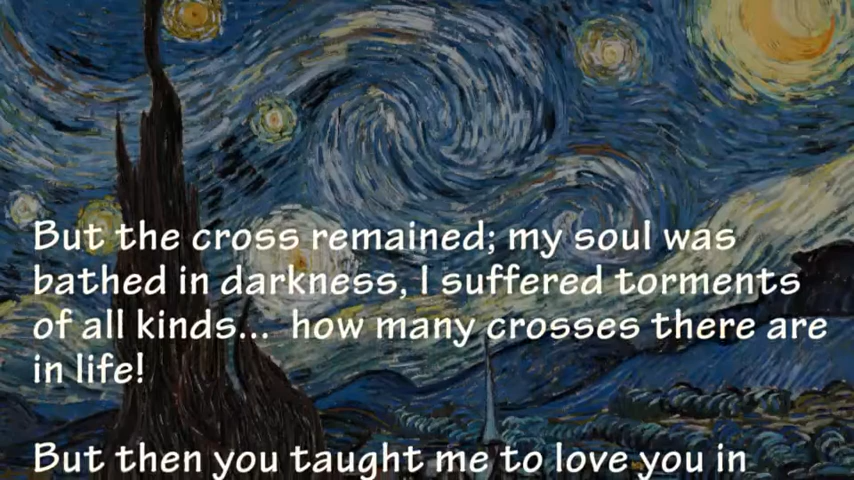 But the cross remained; my soul was
bathed in darkness, I suffered torments
of all kinds... how many crosses there are
in life!
But then you taught me to love you in